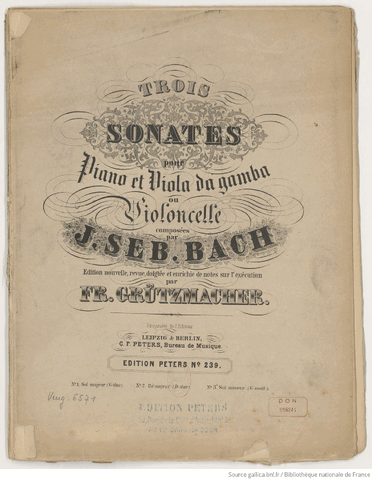 TROIS
SONATES
pour
Piano et Viola da gamba
ou
Violoncelle
composées
par
J. SEB. BACH
Edition nouvelle, revue, doigtée et enrichie de notes sur l'exécution
par
FR. GRÜTZMACHER.
LEIPZIG & BERLIN,
C. F. PETERS, Bureau de Musique.
EDITION PETERS No 239.
No 1. Sol majeur (G dur)
No 2. Ré majeur (D dur)
No 3. Sol mineur (G moll)
EDITION PETERS
Source gallica.bnf.fr / Bibliothèque nationale de France